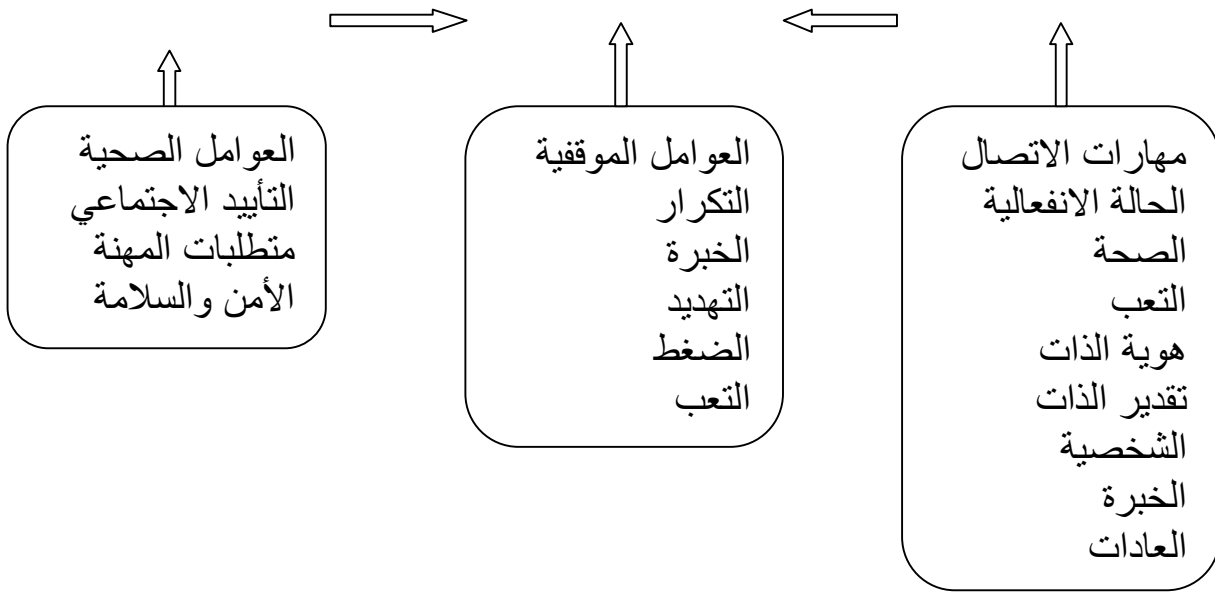 مهارات الاتصال
الحالة الانفعالية
الصحة
التعب
هوية الذات
تقدير الذات
الشخصية
الخبرة
العادات
العوامل الموقفية
التكرار
الخبرة
التهديد
الضغط
التعب
العوامل الصحية
التأييد الاجتماعي
متطلبات المهنة
الأمن والسلامة